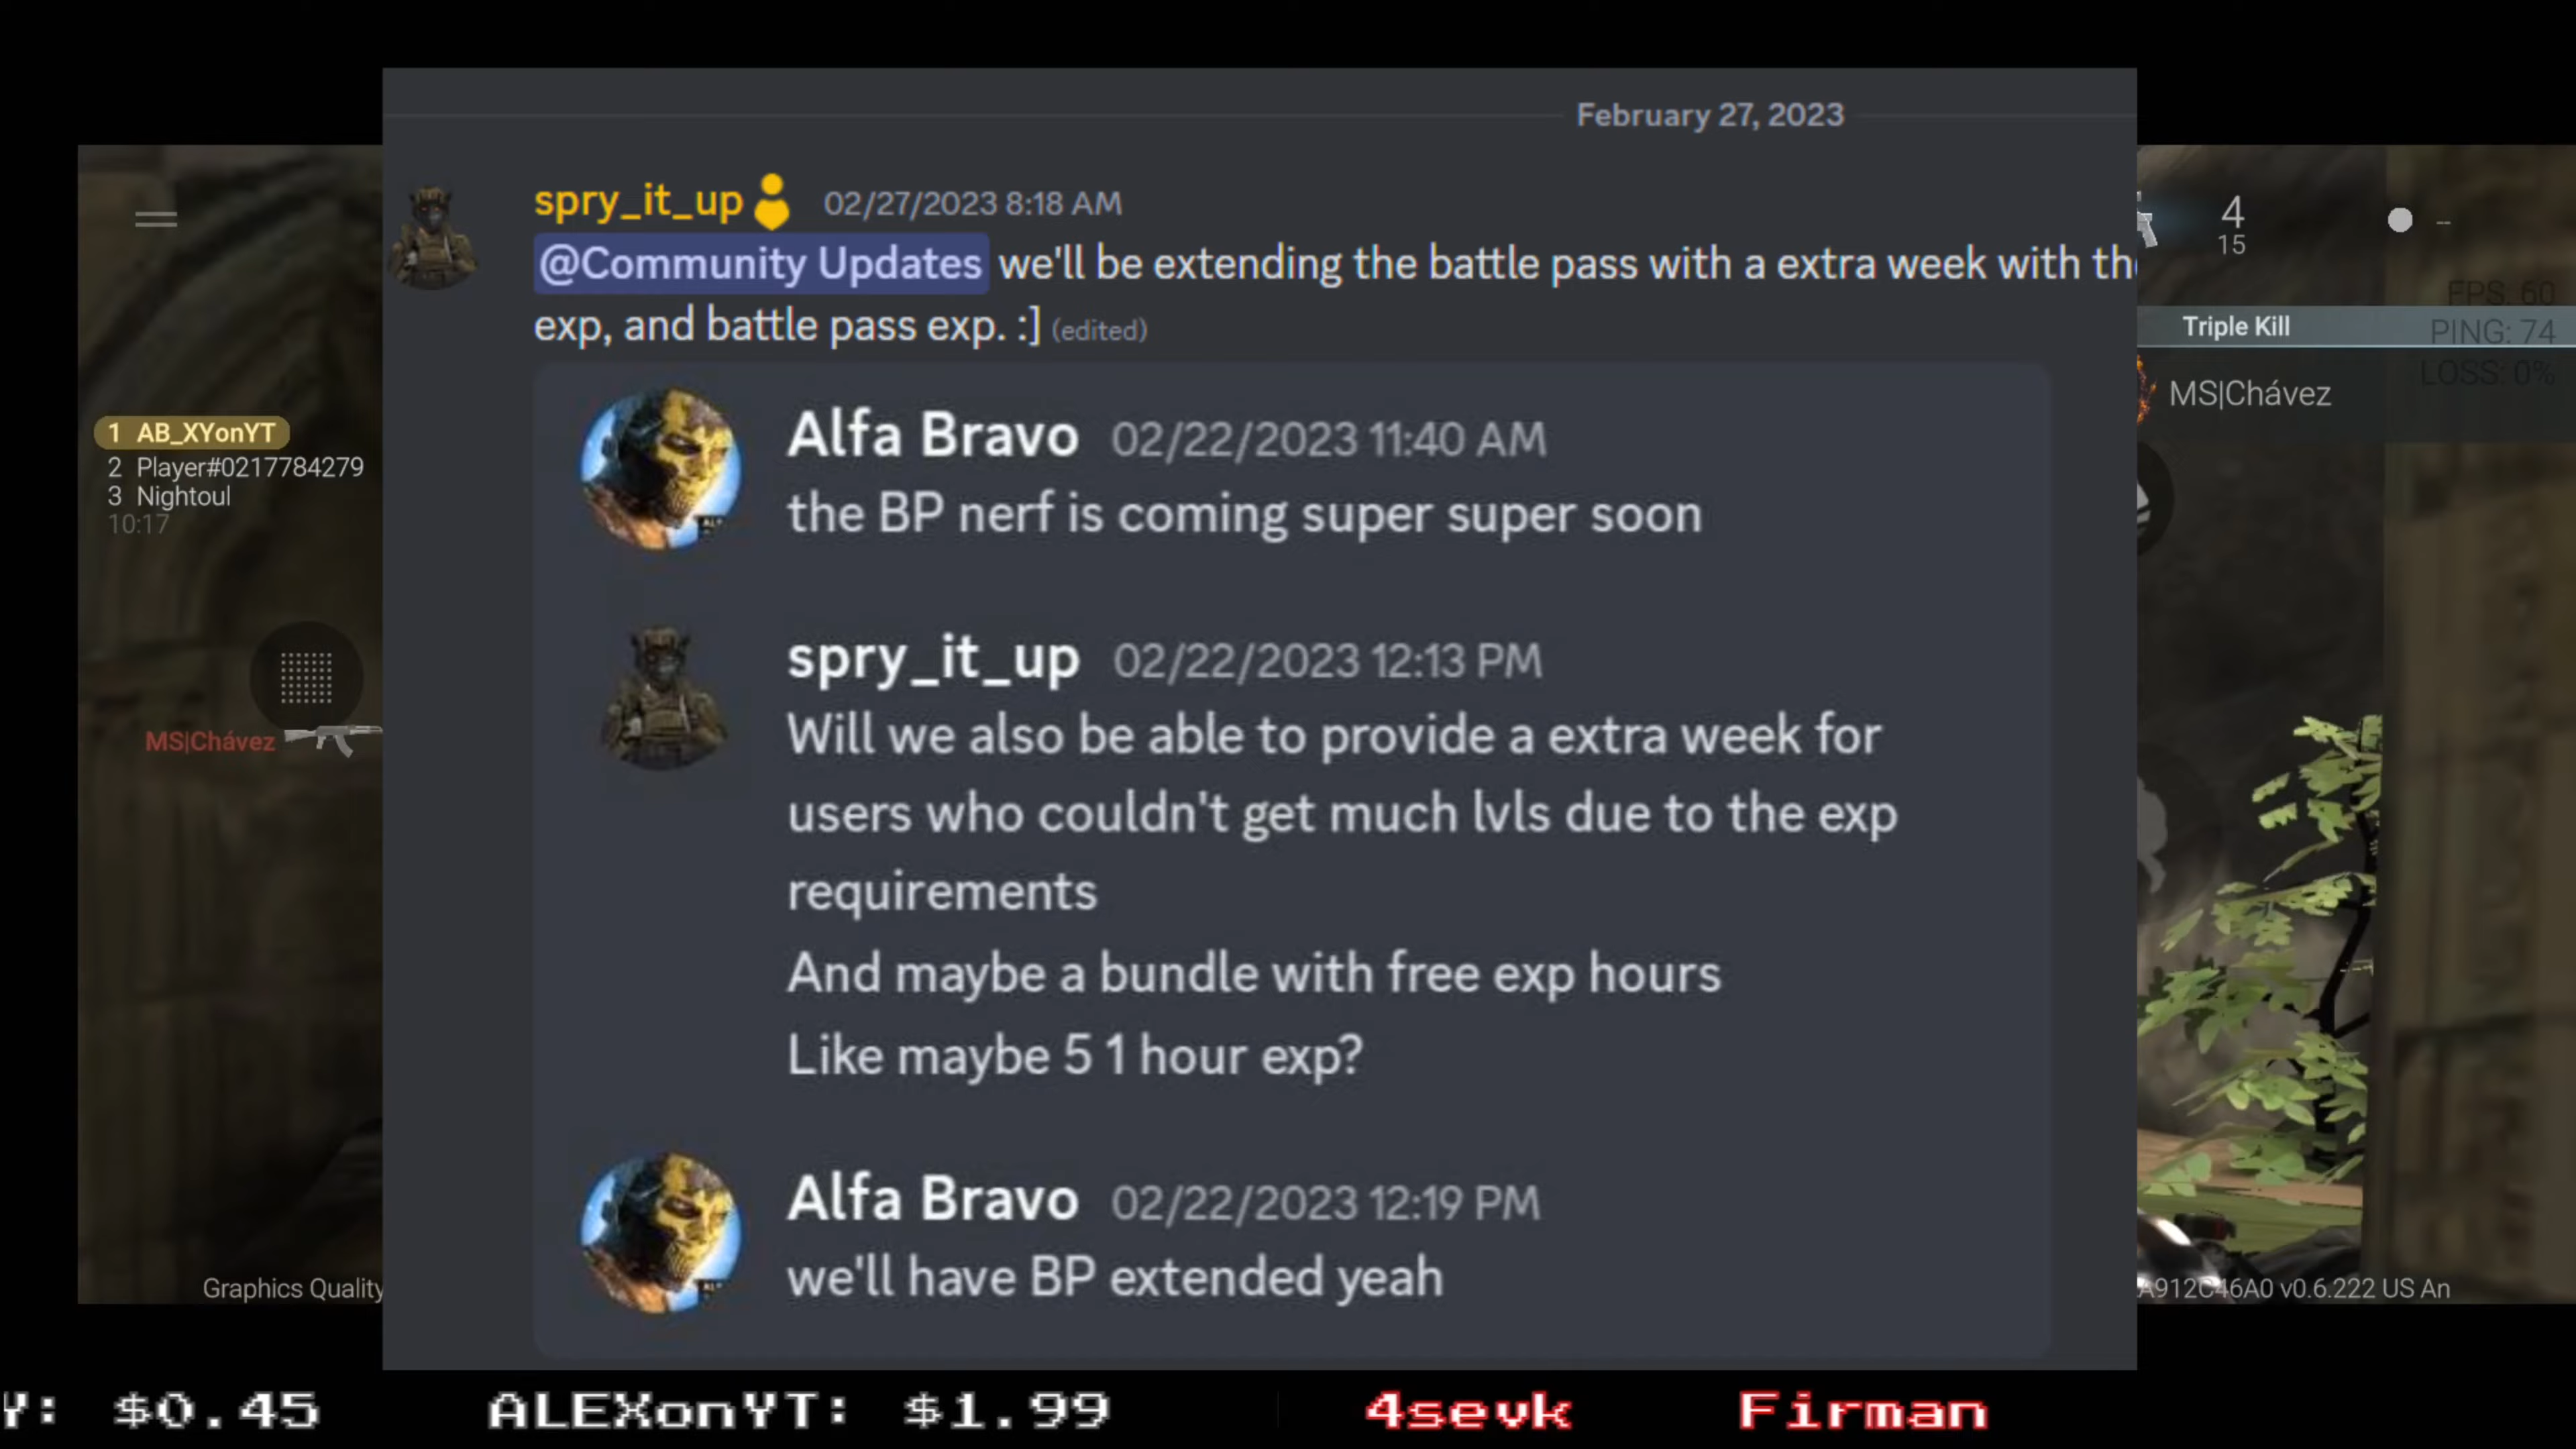 February 27, 2023
spry_it_up 02/27/2023 8:18 AM
@Community Updates we'll be extending the battle pass with a extra week with
exp, and battle pass exp. :] (edited)
Alfa Bravo 02/22/2023 11:40 AM
the BP nerf is coming super super soon
spry_it_up 02/22/2023 12:13 PM
Will we also be able to provide a extra week for
users who couldn't get much lvls due to the exp
requirements
And maybe a bundle with free exp hours
Like maybe 5 1 hour exp?
Alfa Bravo 02/22/2023 12:19 PM
we'll have BP extended yeah
1 AB_XYonYT
2 Player#0217784279
3 Nightoul
10:17
MS|Chávez
Graphics Quality
4
15
--
FPS: 60
Triple Kill
PING: 74
LOSS: 0%
MS|Chávez
A912C46A0 v0.6.222 US An
Y: $0.45 ALEXonYT: $1.99 4sevk Firman